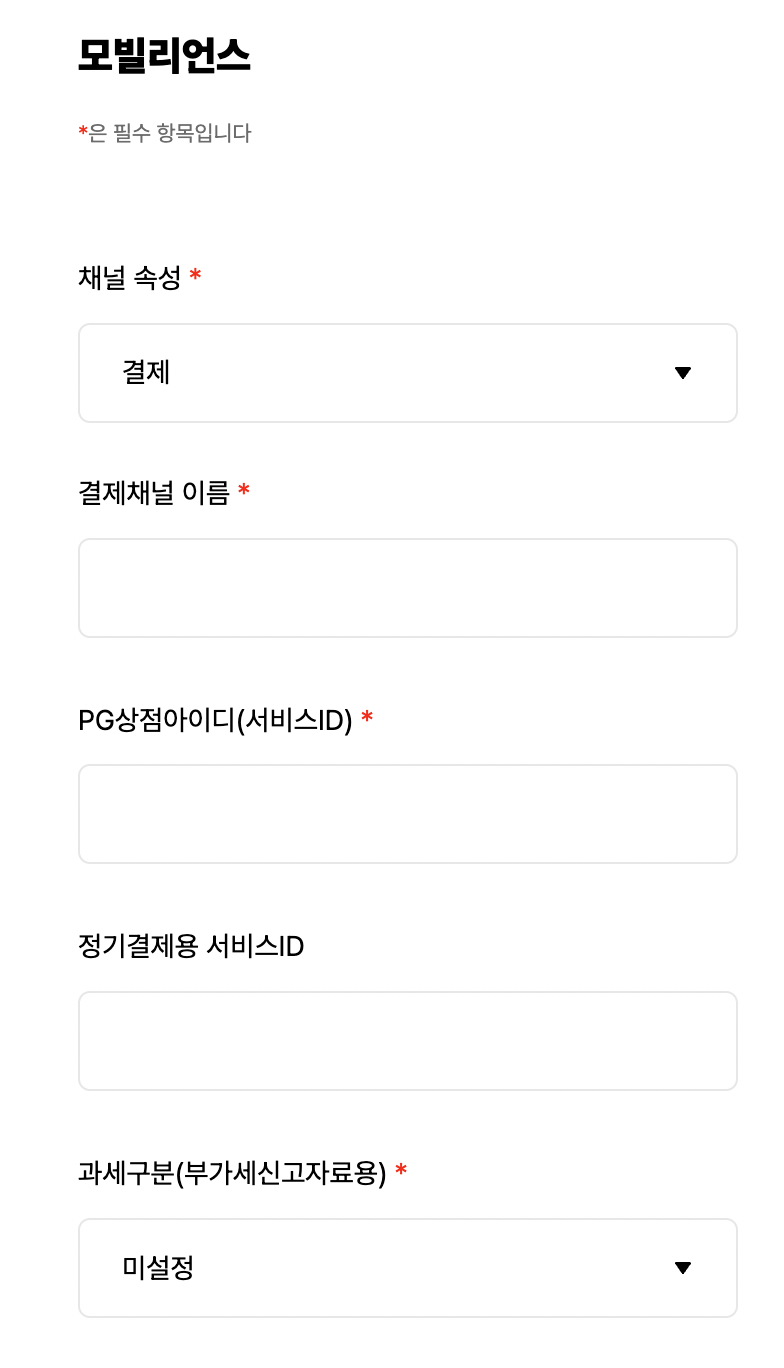 모빌리언스
*은 필수 항목입니다
채널 속성 *
결제
결제채널 이름 *
PG상점아이디(서비스ID) *
정기결제용 서비스ID
과세구분(부가세신고자료용) *
미설정